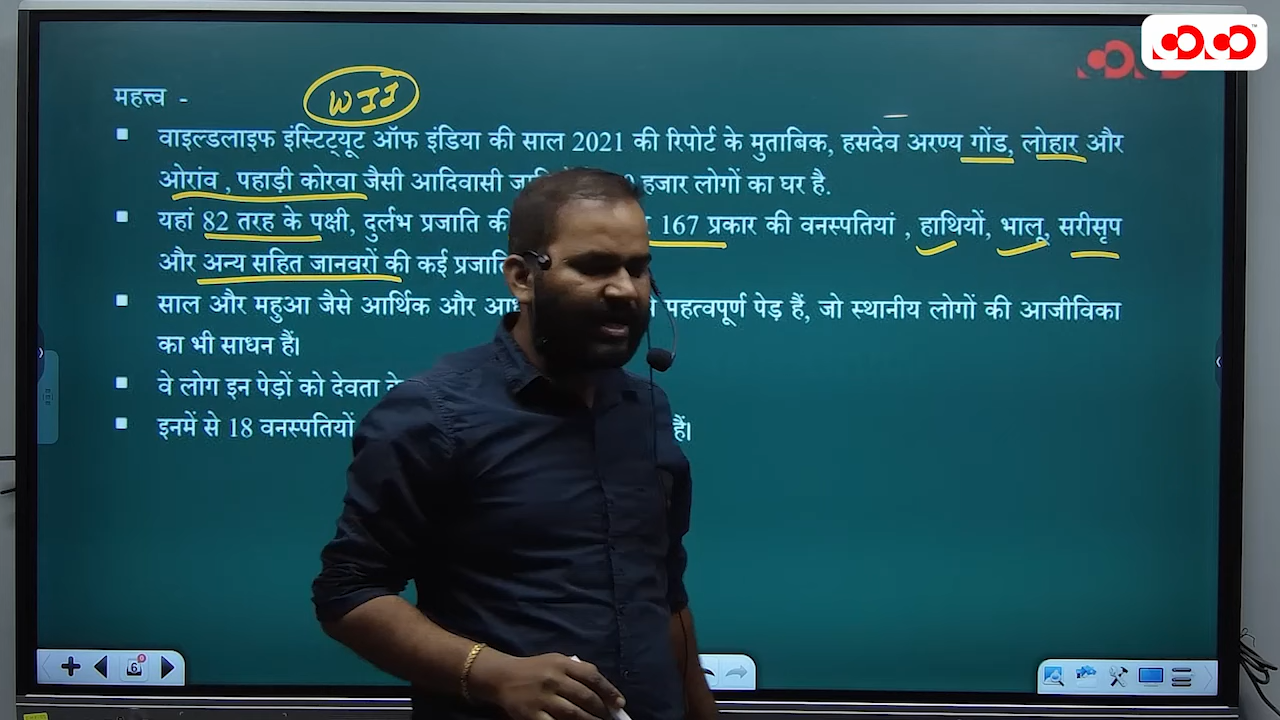 महत्त्व -
WII
वाइल्डलाइफ इंस्टिट्यूट ऑफ इंडिया की साल 2021 की रिपोर्ट के मुताबिक, हसदेव अरण्य गोंड, लोहार और
ओरांव , पहाड़ी कोरवा जैसी आदिवासी हजार लोगों का घर है.
यहां 82 तरह के पक्षी, दुर्लभ प्रजाति की 167 प्रकार की वनस्पतियां , हाथियों, भालू, सरीसृप
और अन्य सहित जानवरों की कई
साल और महुआ जैसे आर्थिक और महत्वपूर्ण पेड़ हैं, जो स्थानीय लोगों की आजीविका
का भी साधन हैं।
वे लोग इन पेड़ों को देवता
इनमें से 18 वनस्पतियों हैं।
6